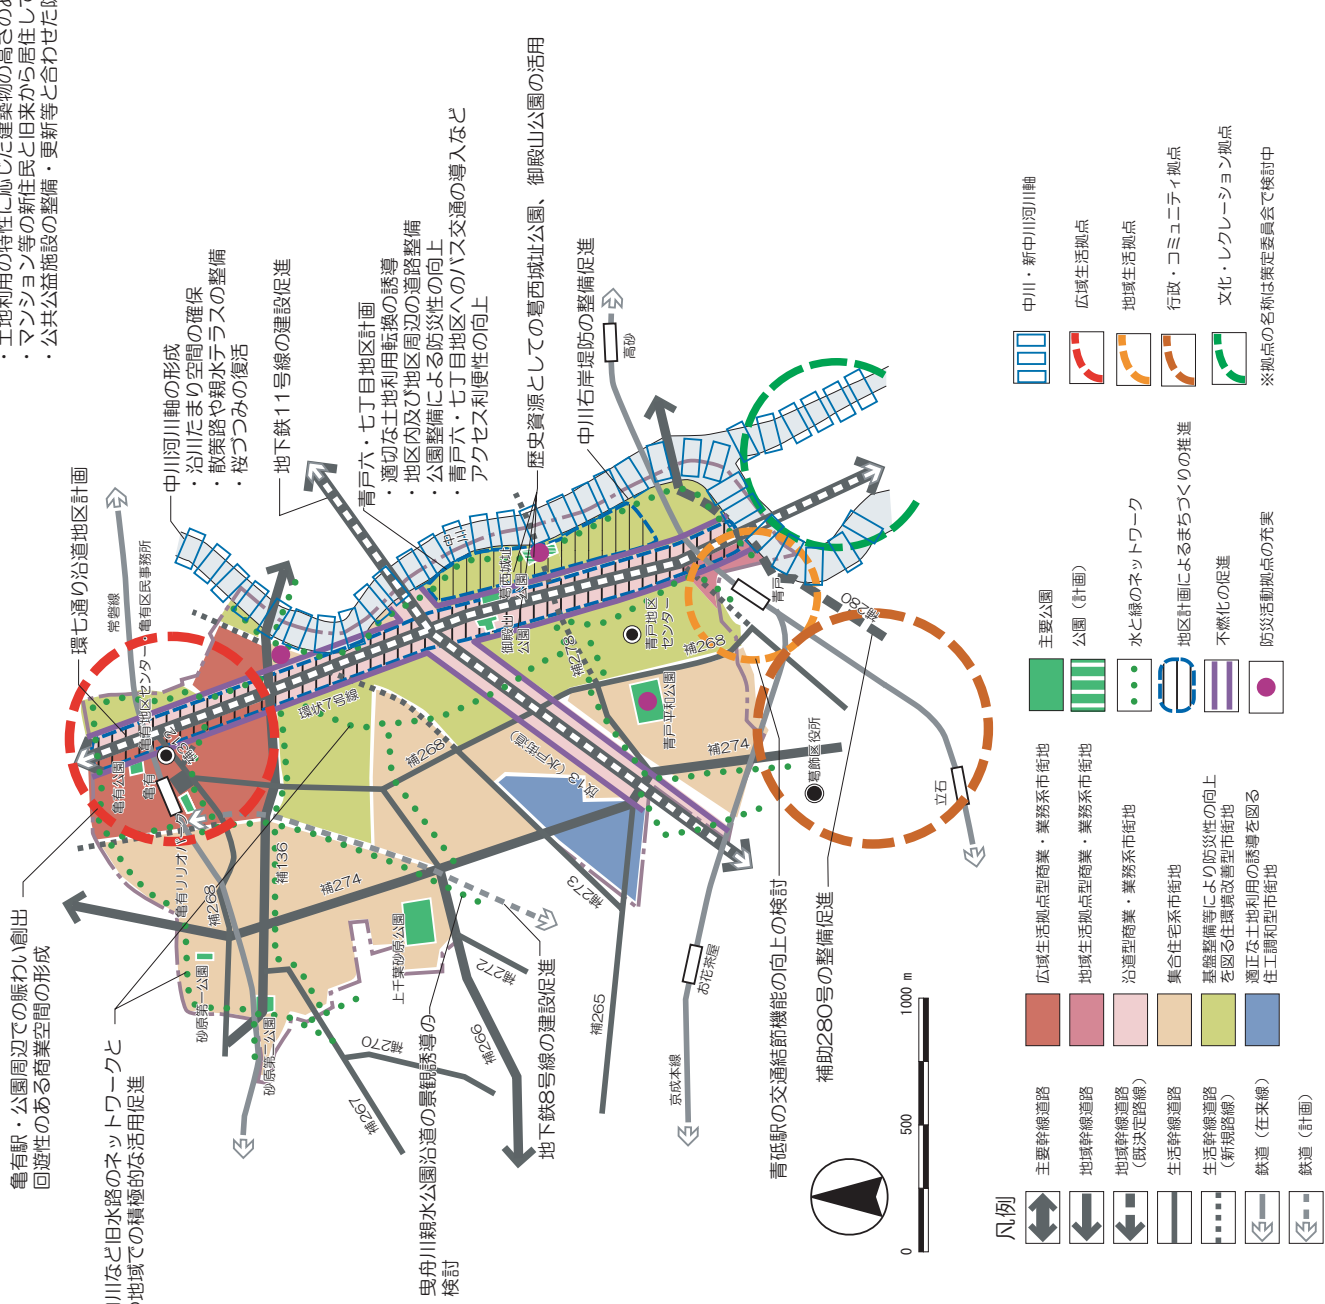 ・土地利用の特性に応じた建築物の高さのあ
・マンション等の新住民と旧来から居住して
・公共公益施設の整備・更新等と合わせた防
環七通り沿道地区計画
中川河川軸の形成
・沿川たまり空間の確保
・散策路や親水テラスの整備
・桜づつみの復活
地下鉄11号線の建設促進
青戸六・七丁目地区計画
・適切な土地利用転換の誘導
・地区内及び地区周辺の道路整備
・公園整備による防災性の向上
・青戸六・七丁目地区へのバス交通の導入など
アクセス利便性の向上
歴史資源としての葛西城址公園、御殿山公園の活用
中川右岸堤防の整備促進
亀有駅・公園周辺での賑わい創出
回遊性のある商業空間の形成
川など旧水路のネットワークと
地域での積極的な活用促進
曳舟川親水公園沿道の景観誘導の
検討
地下鉄8号線の建設促進
青砥駅の交通結節機能の向上の検討
補助280号の整備促進
常磐線
亀有地区センター・亀有区民事務所
亀有公園
亀有
補312
亀有リリオパーク
補268
補136
補274
砂原第一公園
砂原第二公園
上千葉砂原公園
補272
補270
補267
補266
補273
補265
環状7号線
補268
放13(水戸街道)
中川
葛西城址
公園
御殿山
公園
補278
青戸地区
センター
補268
青戸平和公園
補274
青戸
補280
葛飾区役所
高砂
立石
お花茶屋
京成本線
0
500
1000 m
凡例
主要幹線道路
地域幹線道路
地域幹線道路
(既決定路線)
生活幹線道路
生活幹線道路
(新規路線)
鉄道(在来線)
鉄道(計画)
広域生活拠点型商業・業務系市街地
地域生活拠点型商業・業務系市街地
沿道型商業・業務系市街地
集合住宅系市街地
基盤整備等により防災性の向上
を図る住環境改善型市街地
適正な土地利用の誘導を図る
住工調和型市街地
主要公園
公園(計画)
水と緑のネットワーク
地区計画によるまちづくりの推進
不燃化の促進
防災活動拠点の充実
中川・新中川河川軸
広域生活拠点
地域生活拠点
行政・コミュニティ拠点
文化・レクレーション拠点
※拠点の名称は策定委員会で検討中